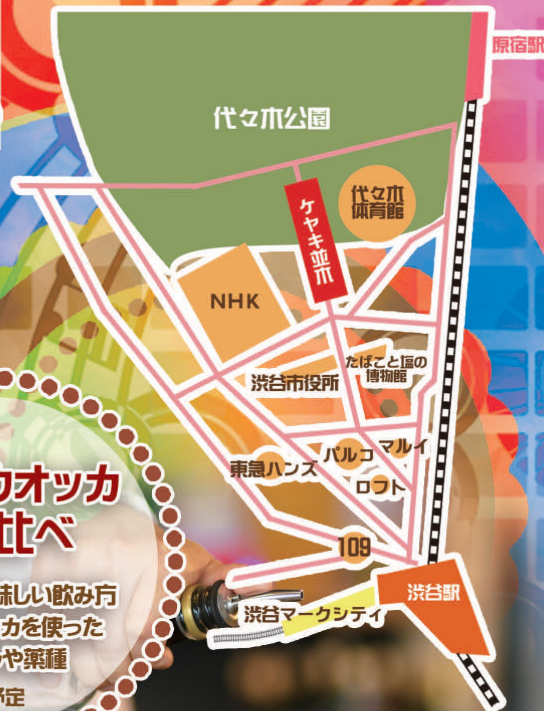 原宿駅
代々木公園
代々木
体育館
ケヤキ並木
NHK
たばこと塩の
博物館
渋谷市役所
東急ハンズ
パルコ
マルイ
ロフト
109
渋谷駅
渋谷マークシティ
ウオッカ
比べ
味しい飲み方
カを使った
や薬種
予定